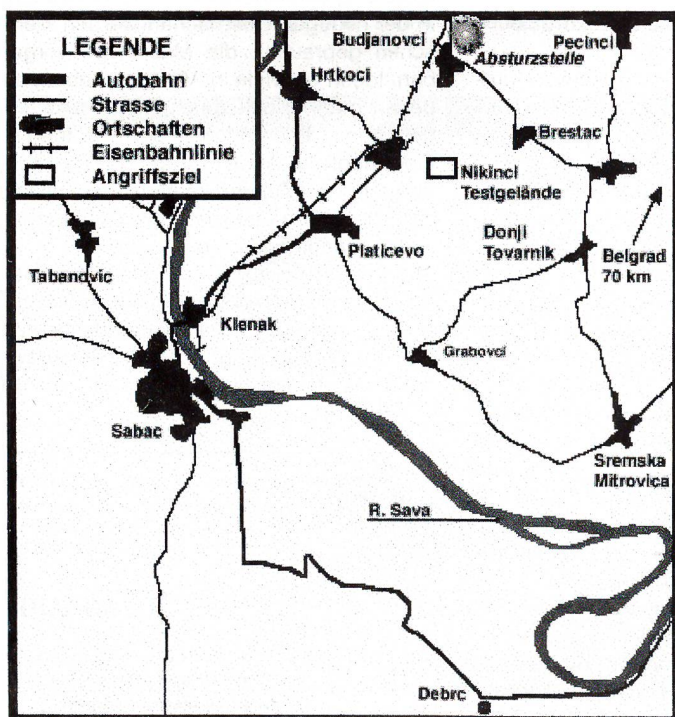 LEGENDE
Autobahn
Strasse
Ortschaften
Eisenbahnlinie
Angriffsziel
Budjanovci
Absturzstelle
Pecinci
Hrtkoci
Brestac
Nikinci
Testgelände
Platicevo
Donji
Tovarnik
Belgrad
70 km
Tabanovic
Klenak
Grabovci
Sabac
Sremska
Mitrovica
R. Sava
Debrc